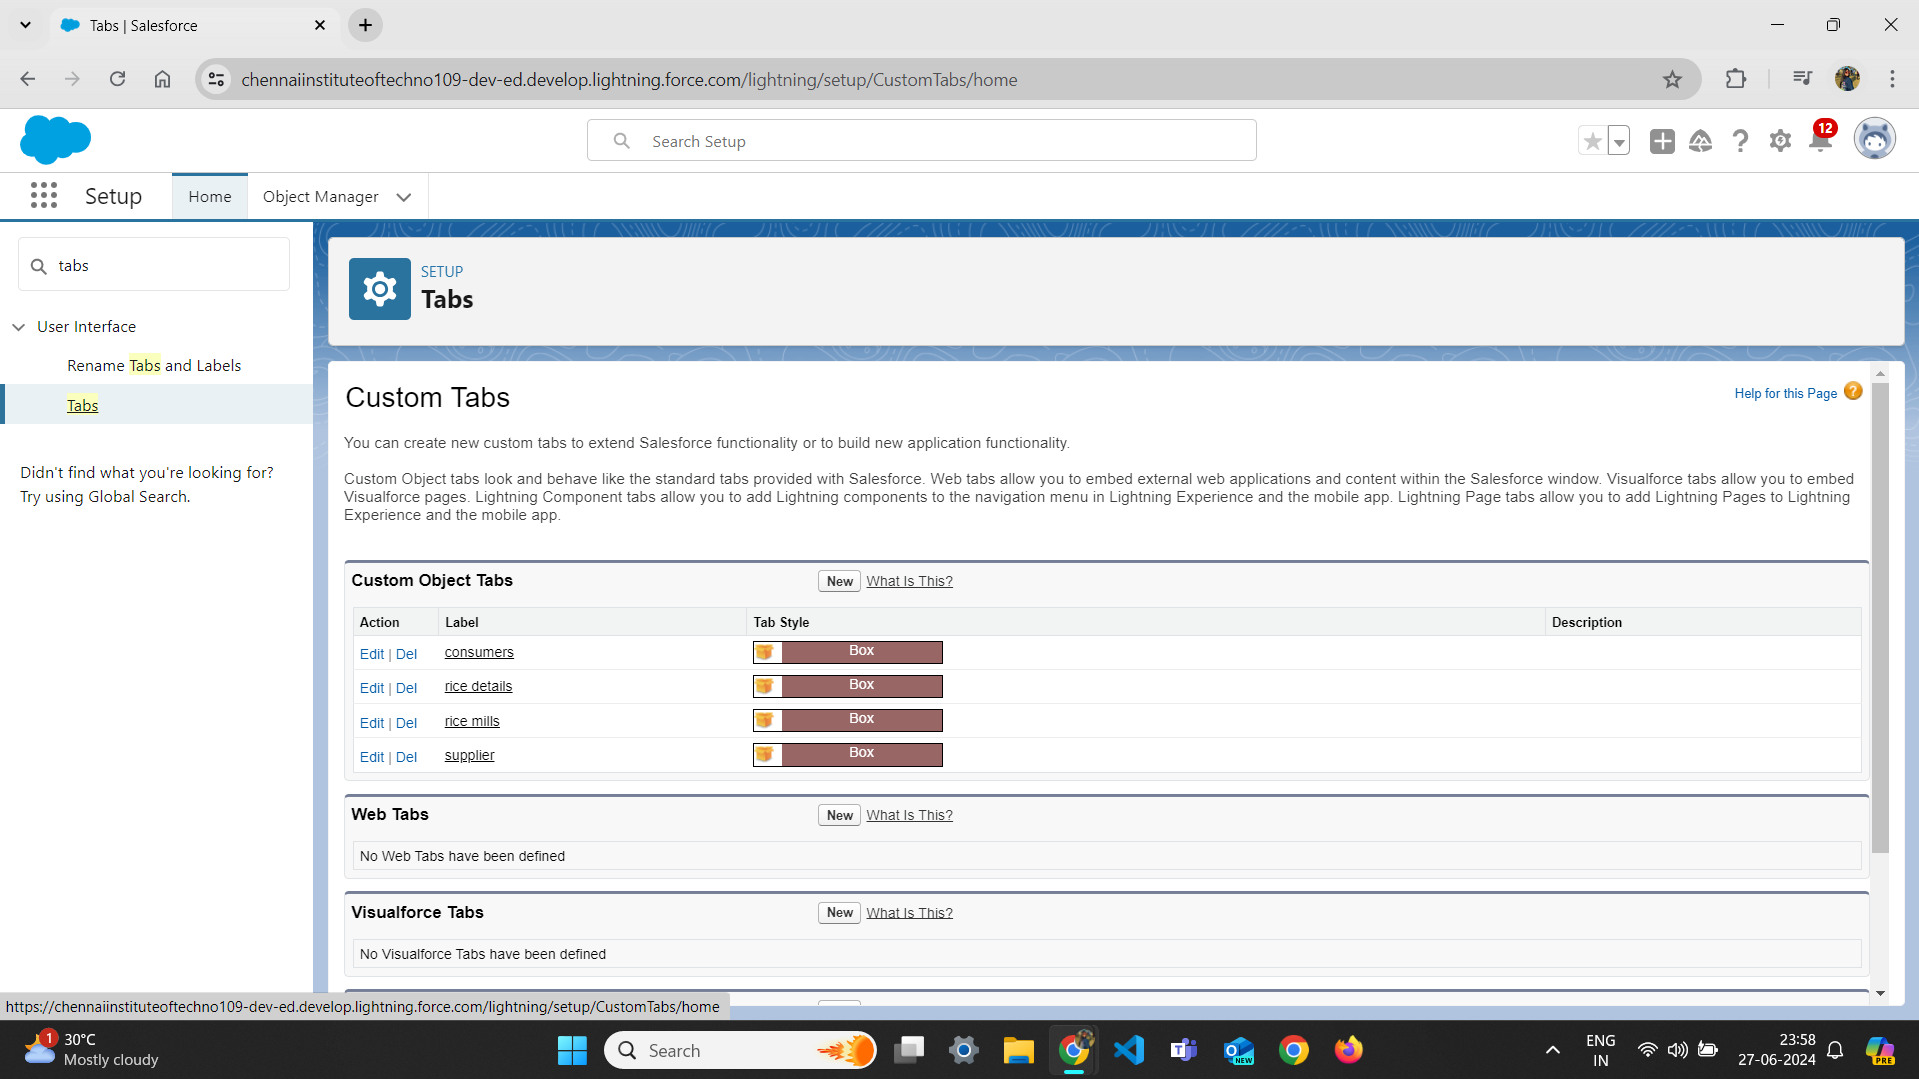 Tabs | Salesforce
chennaiinstituteoftechno109-dev-ed.develop.lightning.force.com/lightning/setup/CustomTabs/home
Search Setup
12
Setup
Home
Object Manager
tabs
User Interface
Rename Tabs and Labels
Tabs
Didn't find what you're looking for?
Try using Global Search.
SETUP
Tabs
Custom Tabs
Help for this Page
You can create new custom tabs to extend Salesforce functionality or to build new application functionality.
Custom Object tabs look and behave like the standard tabs provided with Salesforce. Web tabs allow you to embed external web applications and content within the Salesforce window. Visualforce tabs allow you to embed
Visualforce pages. Lightning Component tabs allow you to add Lightning components to the navigation menu in Lightning Experience and the mobile app. Lightning Page tabs allow you to add Lightning Pages to Lightning
Experience and the mobile app.
Custom Object Tabs New What Is This?
Action Label Tab Style Description
Edit | Del consumers Box
Edit | Del rice details Box
Edit | Del rice mills Box
Edit | Del supplier Box
Web Tabs New What Is This?
No Web Tabs have been defined
Visualforce Tabs New What Is This?
No Visualforce Tabs have been defined
https://chennaiinstituteoftechno109-dev-ed.develop.lightning.force.com/lightning/setup/CustomTabs/home
1
30°C
Mostly cloudy
Search
NEW
ENG
IN
23:58
27-06-2024
PRE